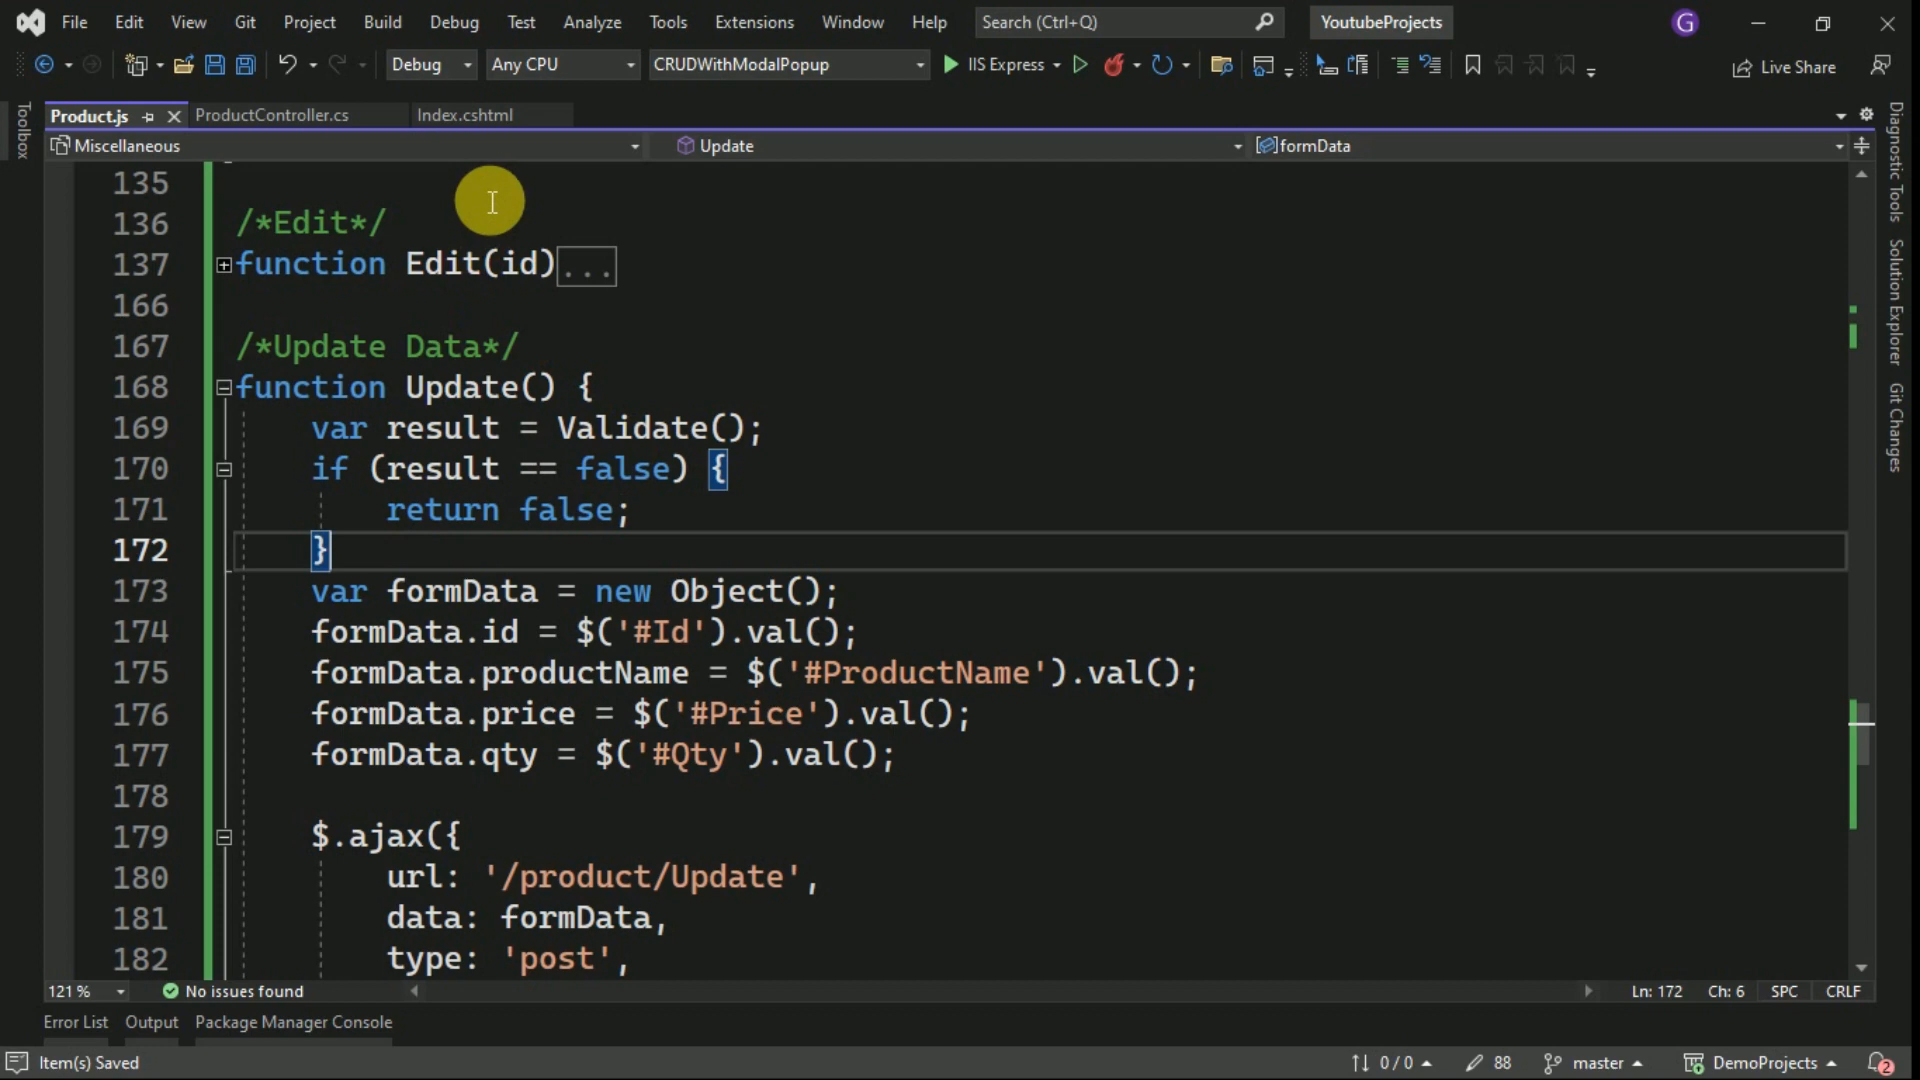 File Edit View Git Project Build Debug Test Analyze Tools Extensions Window Help Search (Ctrl+Q) YoutubeProjects G
Debug Any CPU CRUDWithModalPopup IIS Express Live Share
Product.js ProductController.cs Index.cshtml
Miscellaneous Update formData
Toolbox
135
136 /*Edit*/
137 function Edit(id)...
166
167 /*Update Data*/
168 function Update() {
169 var result = Validate();
170 if (result == false) {
171 return false;
172 }
173 var formData = new Object();
174 formData.id = $('#Id').val();
175 formData.productName = $('#ProductName').val();
176 formData.price = $('#Price').val();
177 formData.qty = $('#Qty').val();
178
179 $.ajax({
180 url: '/product/Update',
181 data: formData,
182 type: 'post',
Diagnostic Tools
Solution Explorer
Git Changes
121 % No issues found Ln: 172 Ch: 6 SPC CRLF
Error List Output Package Manager Console
Item(s) Saved 0 / 0 88 master DemoProjects 2